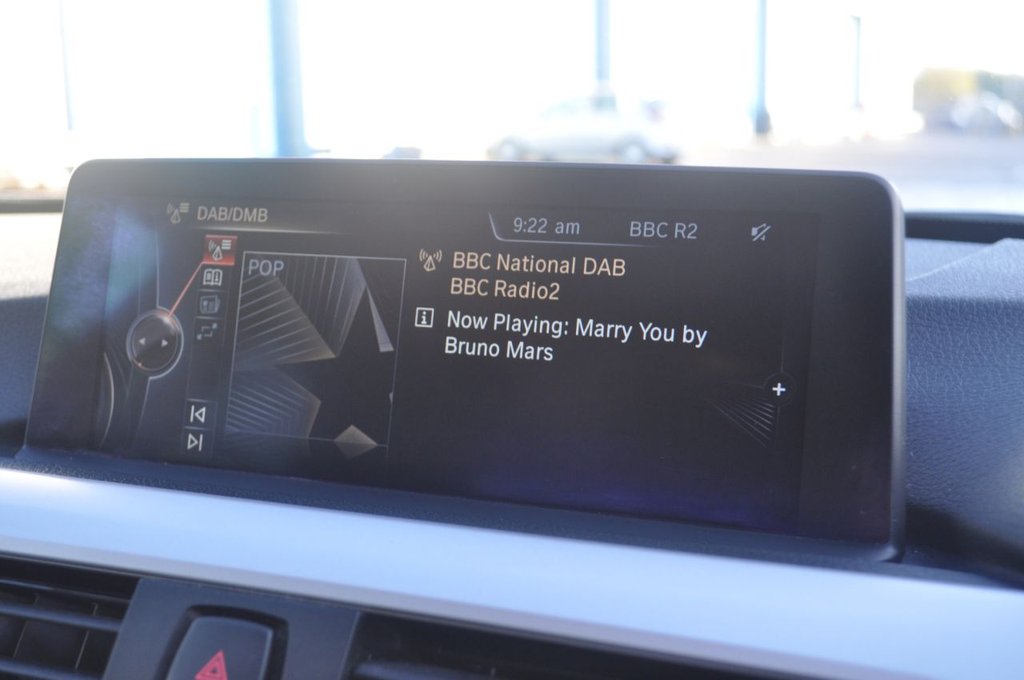 DAB/DMB
9:22 am
BBC R2
POP
BBC National DAB
BBC Radio2
Now Playing: Marry You by
Bruno Mars